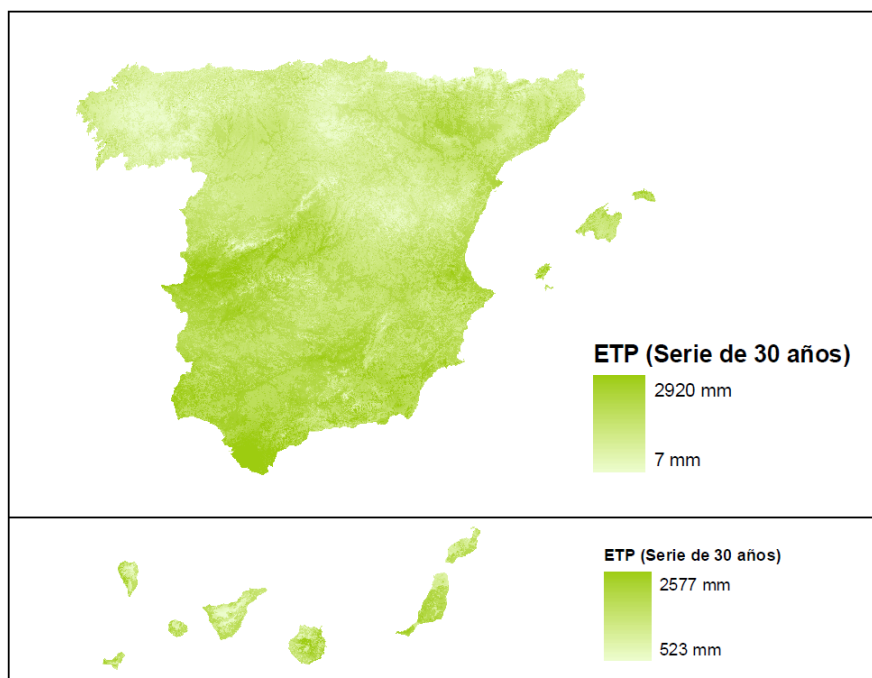 ETP (Serie de 30 años)
2920 mm
7 mm
ETP (Serie de 30 años)
2577 mm
523 mm